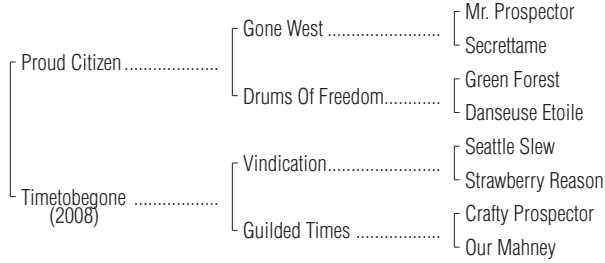 Mr. Prospector
Gone West ....................
Secrettame
Proud Citizen ..................
Green Forest
Drums Of Freedom............
Danseuse Etoile
Seattle Slew
Vindication.....................
Strawberry Reason
Timetobegone ................
(2008)
Crafty Prospector
Guilded Times .................
Our Mahney